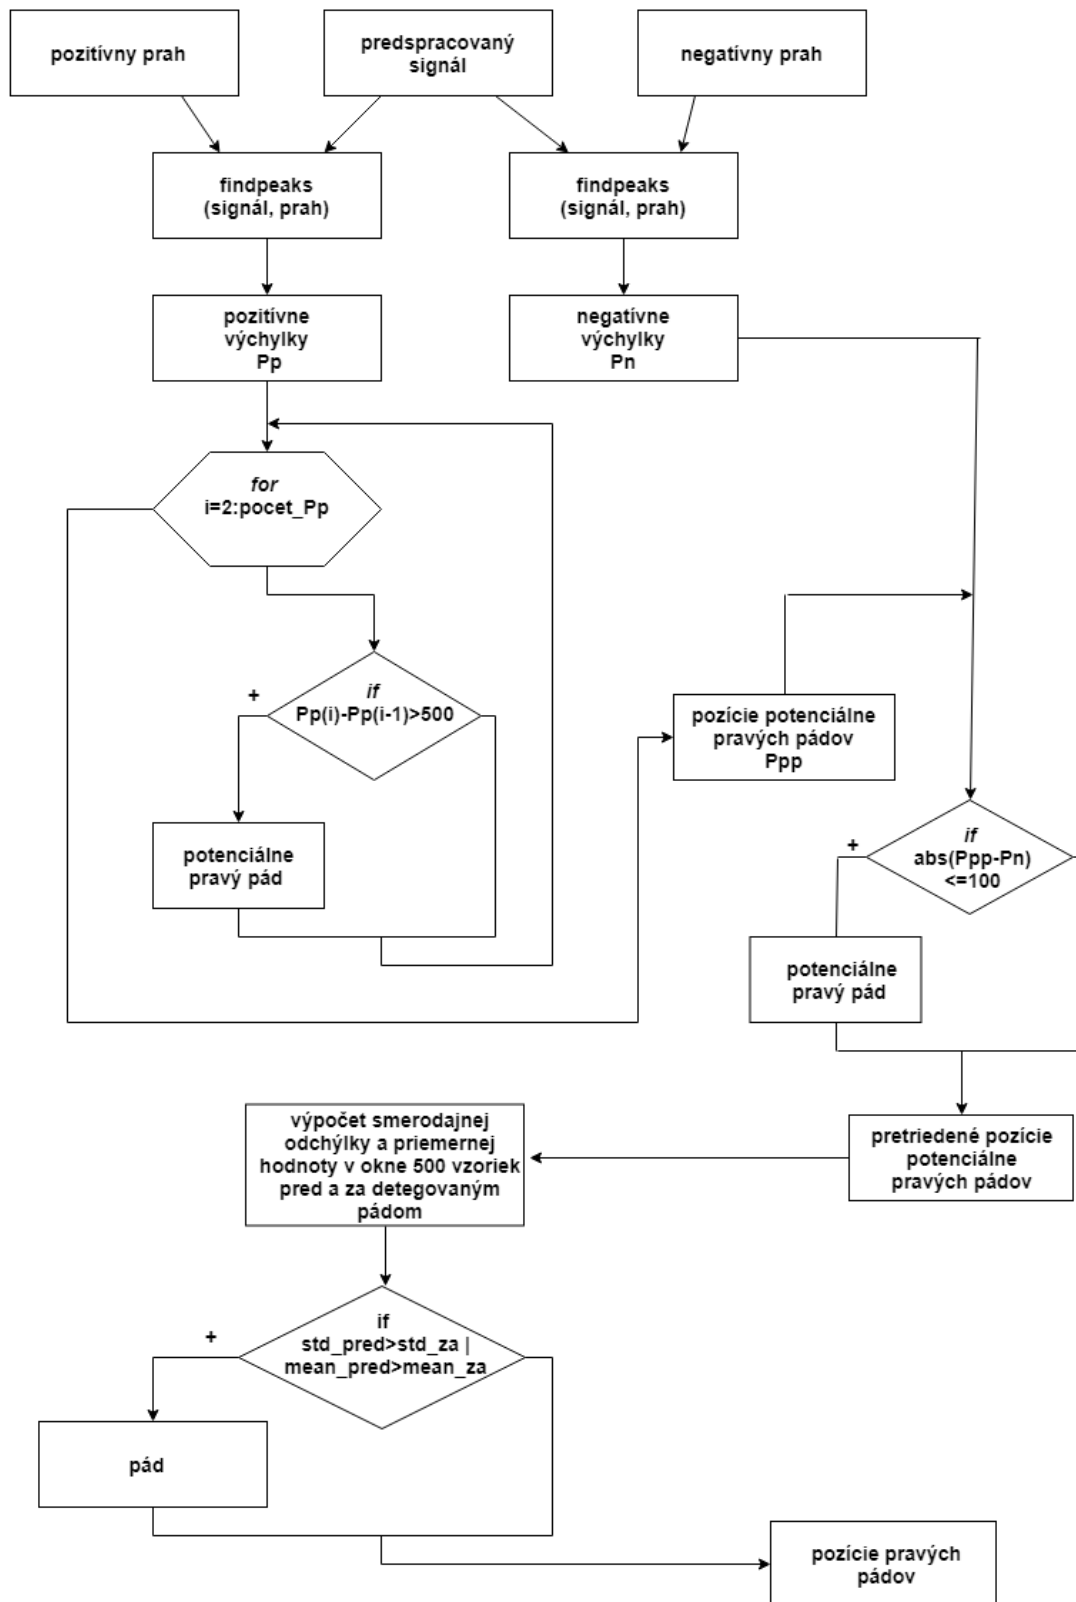 pozitívny prah
predspracovaný
signál
negatívny prah
findpeaks
(signál, prah)
findpeaks
(signál, prah)
pozitívne
výchylky
Pp
negatívne
výchylky
Pn
for
i=2:pocet_Pp
+
if
Pp(i)-Pp(i-1)>500
potenciálne
pravý pád
pozície potenciálne
pravých pádov
Ppp
+
if
abs(Ppp-Pn)
<=100
potenciálne
pravý pád
pretriedené pozície
potenciálne
pravých pádov
výpočet smerodajnej
odchýlky a priemernej
hodnoty v okne 500 vzoriek
pred a za detegovaným
pádom
+
if
std_pred>std_za |
mean_pred>mean_za
pád
pozície pravých
pádov